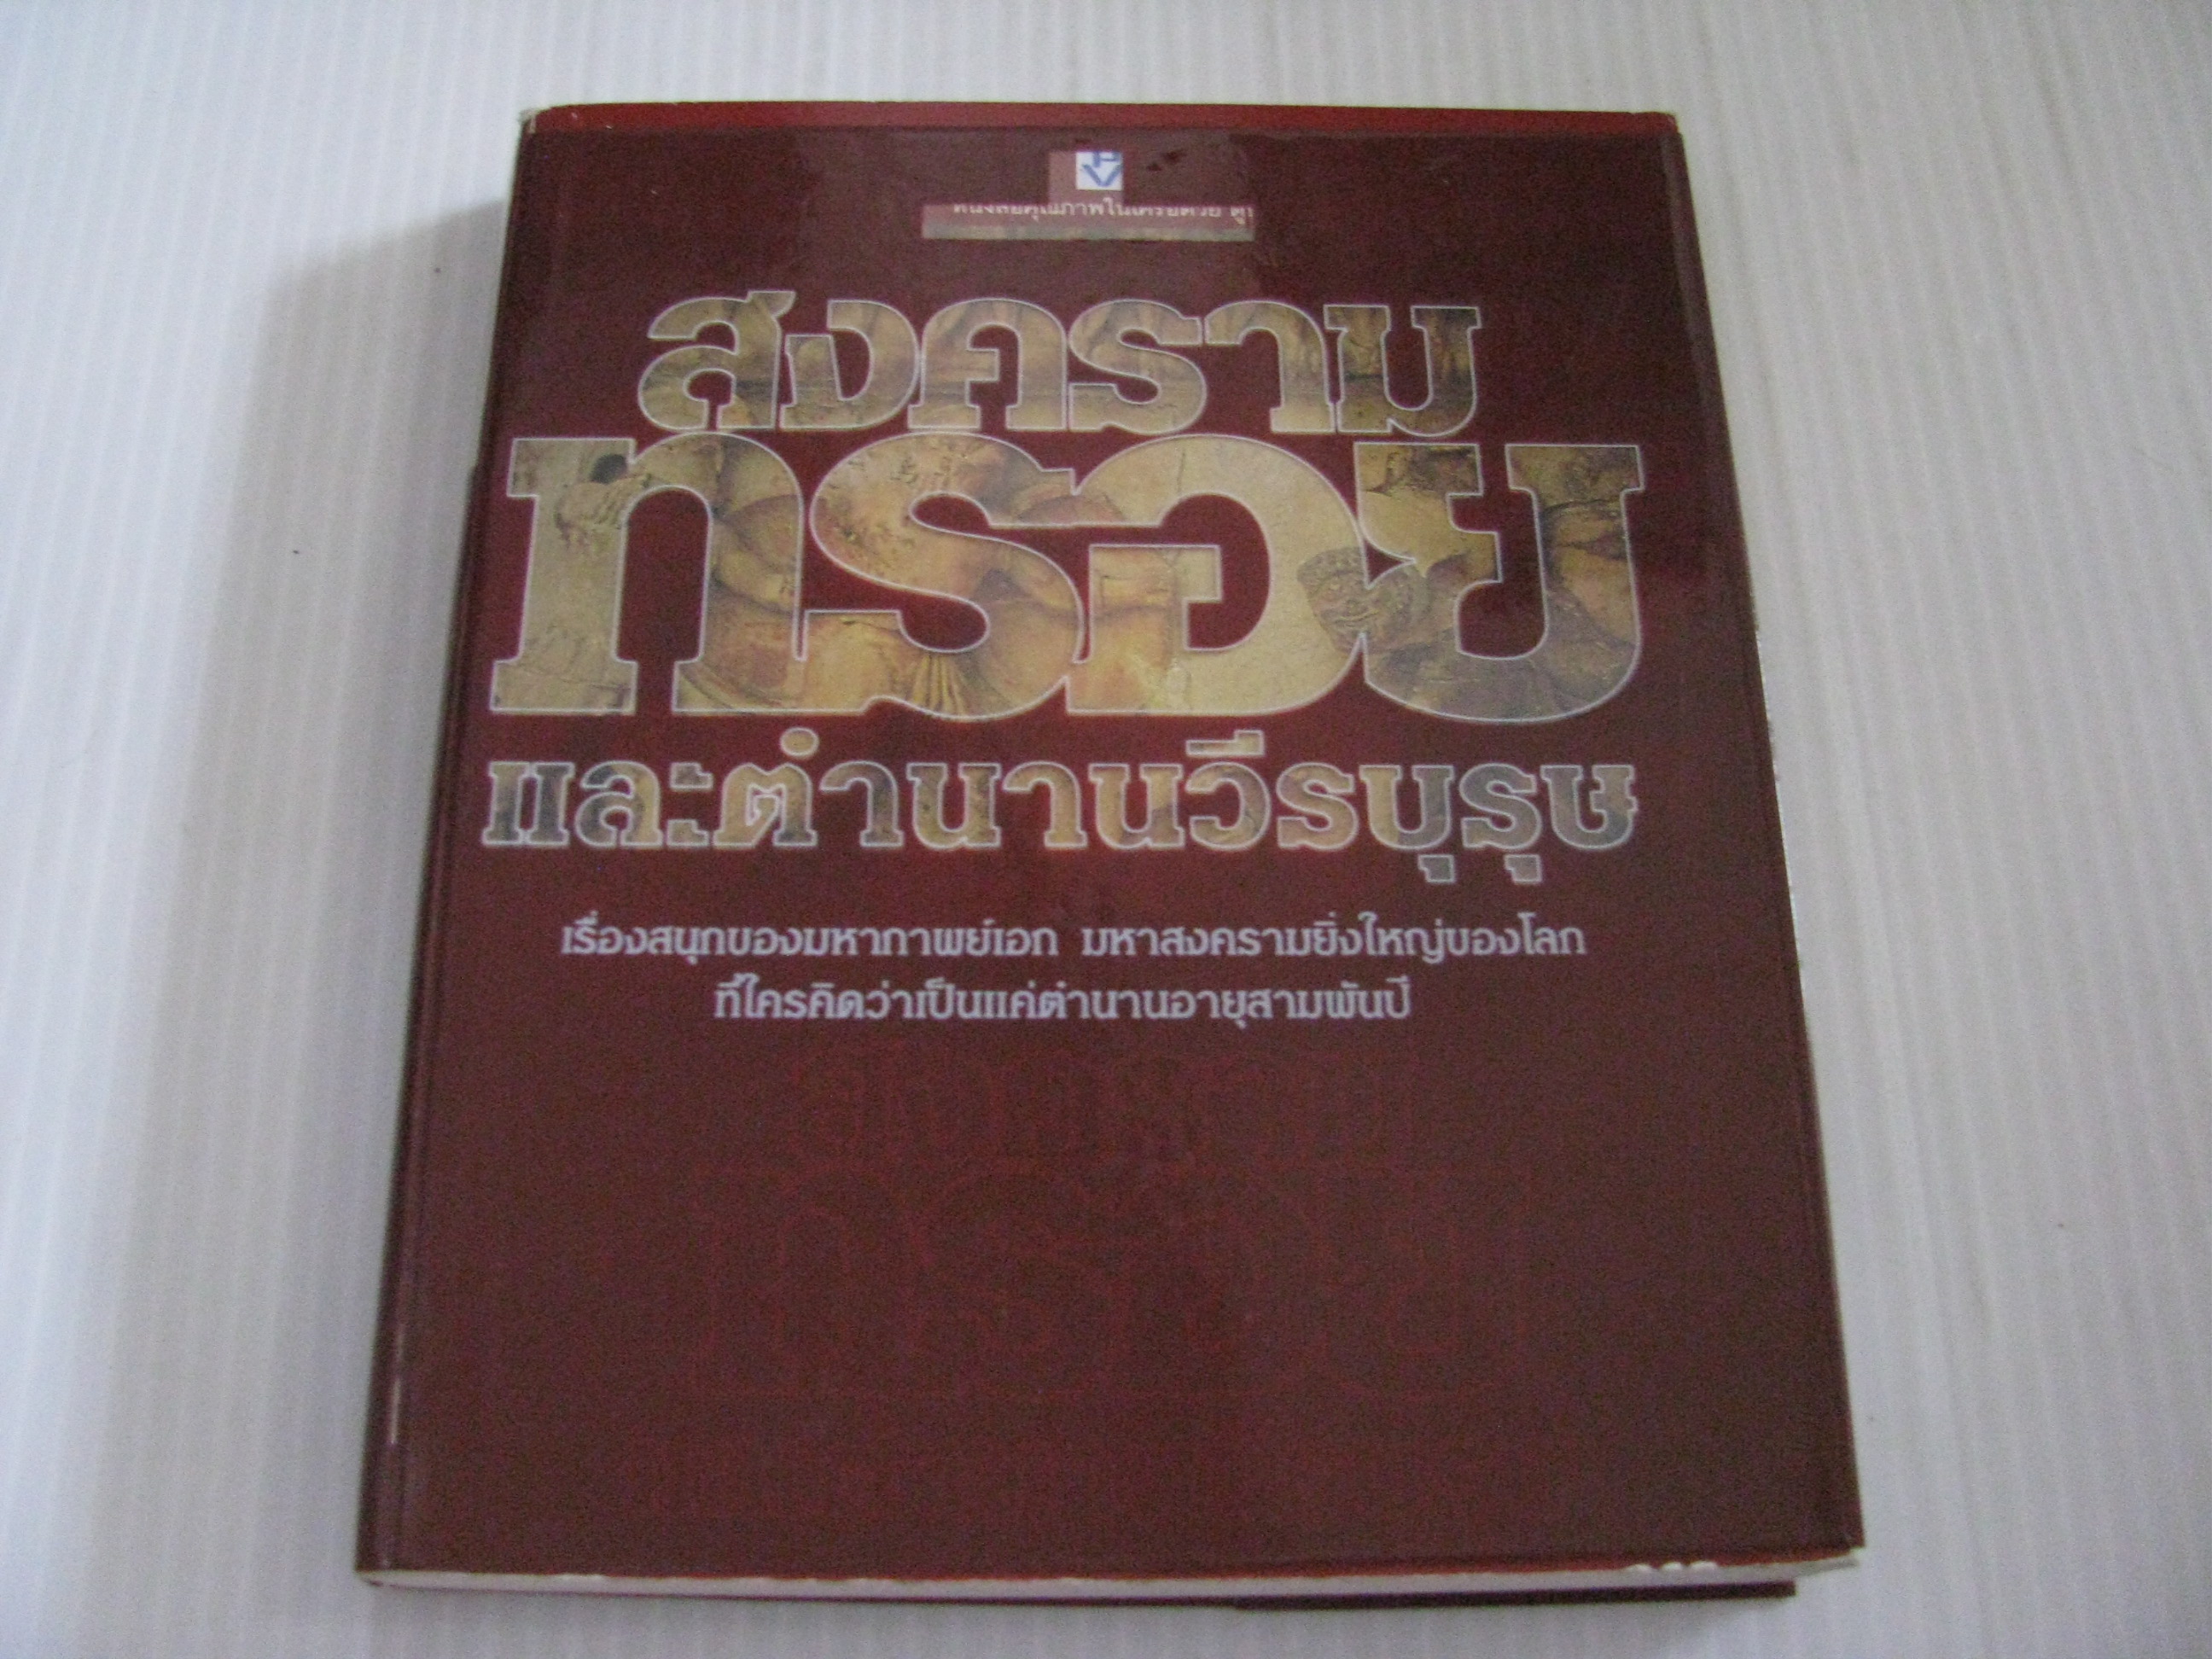 สงคราม
ทรอย
และตำนานวีรบุรุษ
เรื่องสนุกของมหากาพย์เอก มหาสงครามยิ่งใหญ่ของโลก
ที่ใครคิดว่าเป็นแค่ตำนานอายุสามพันปี